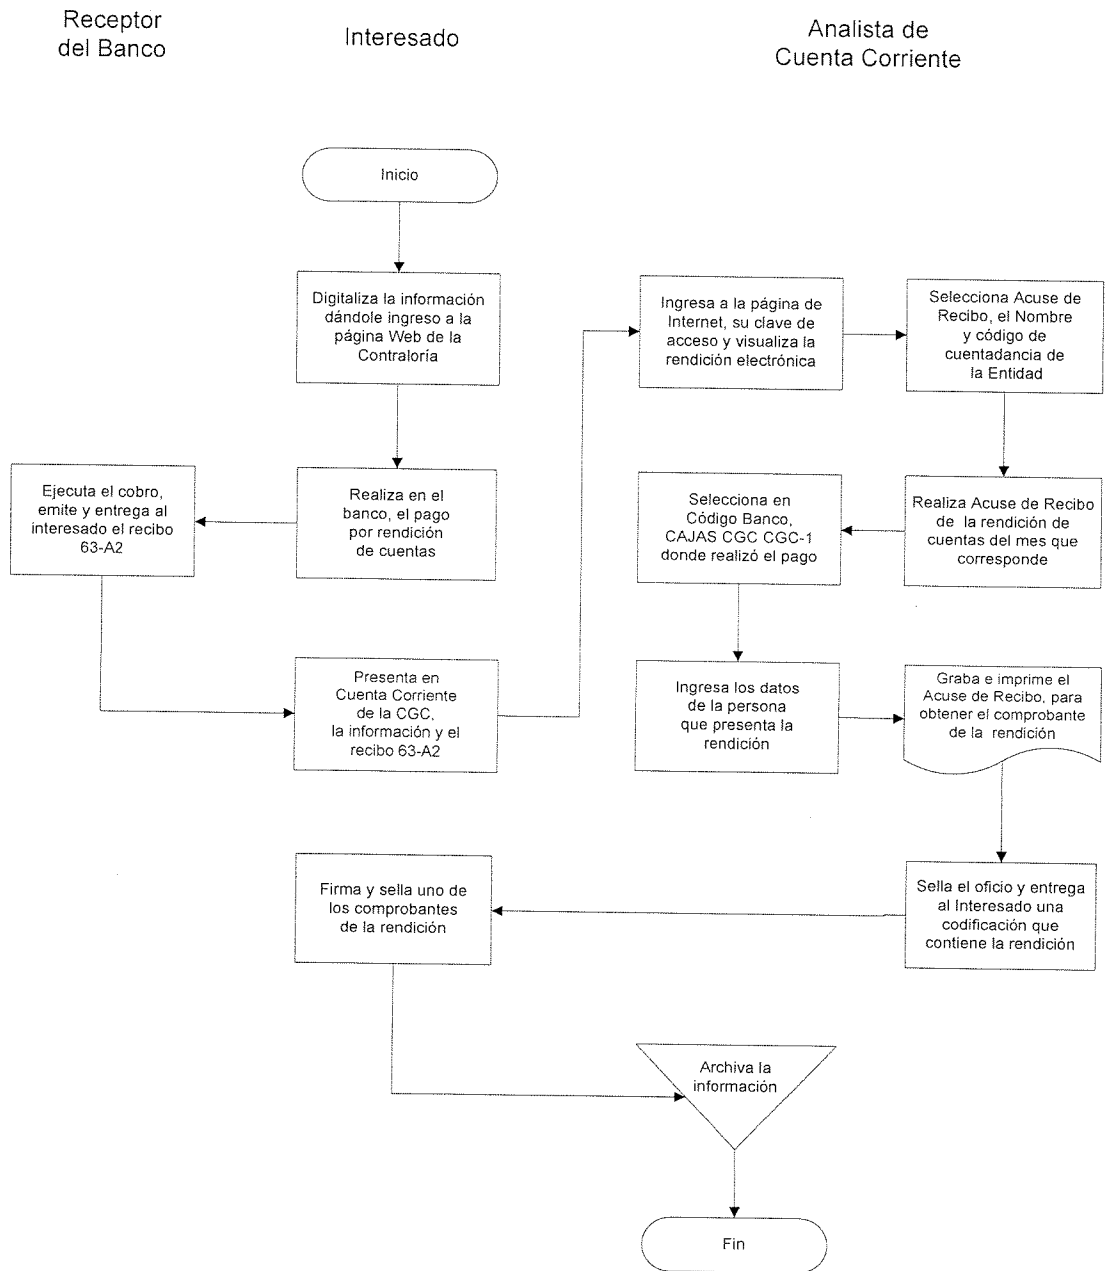 Receptor
del Banco
Interesado
Analista de
Cuenta Corriente
Inicio
Digitaliza la información
dándole ingreso a la
página Web de la
Contraloría
Realiza en el
banco, el pago
por rendición
de cuentas
Ejecuta el cobro,
emite y entrega al
interesado el recibo
63-A2
Presenta en
Cuenta Corriente
de la CGC,
la información y el
recibo 63-A2
Ingresa a la página de
Internet, su clave de
acceso y visualiza la
rendición electrónica
Selecciona Acuse de
Recibo, el Nombre
y código de
cuentadancia de
la Entidad
Realiza Acuse de Recibo
de la rendición de
cuentas del mes que
corresponde
Selecciona en
Código Banco,
CAJAS CGC CGC-1
donde realizó el pago
Ingresa los datos
de la persona
que presenta la
rendición
Graba e imprime el
Acuse de Recibo, para
obtener el comprobante
de la rendición
Sella el oficio y entrega
al Interesado una
codificación que
contiene la rendición
Firma y sella uno de
los comprobantes
de la rendición
Archiva la
información
Fin